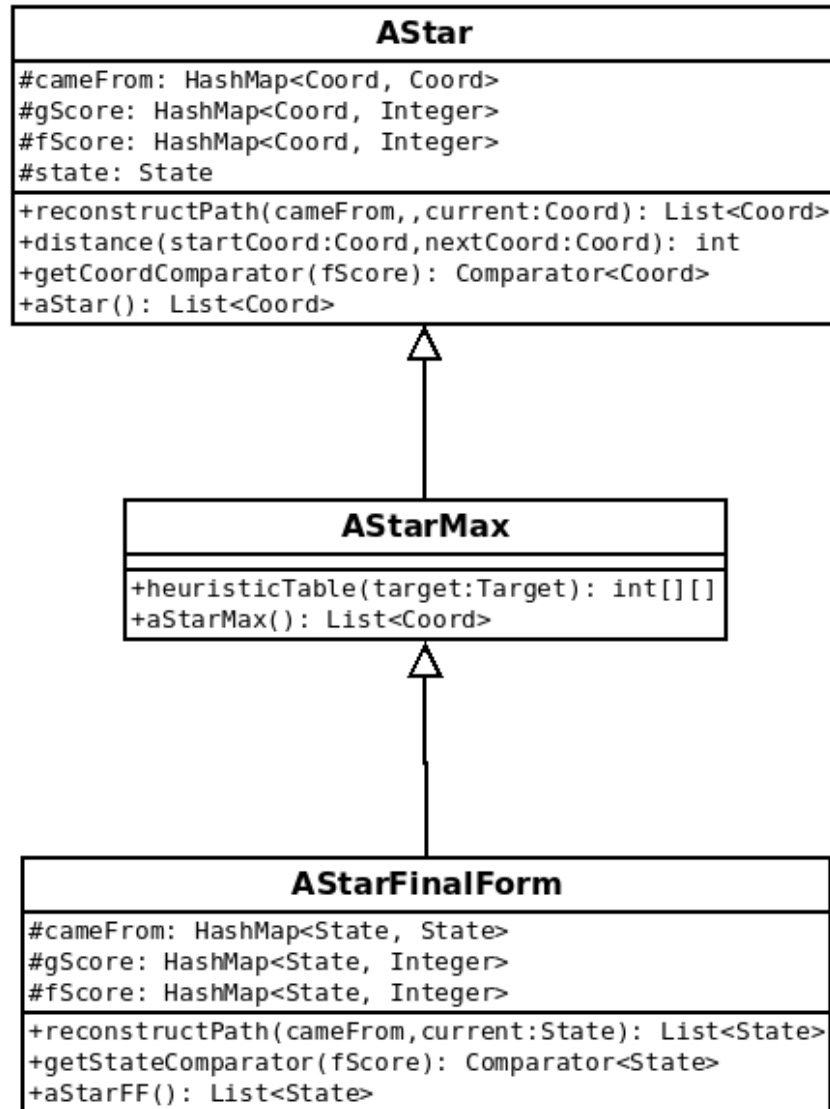 AStar
#cameFrom: HashMap<Coord, Coord>
#gScore: HashMap<Coord, Integer>
#fScore: HashMap<Coord, Integer>
#state: State
+reconstructPath(cameFrom,,current:Coord): List<Coord>
+distance(startCoord:Coord,nextCoord:Coord): int
+getCoordComparator(fScore): Comparator<Coord>
+aStar(): List<Coord>
AStarMax
+heuristicTable(target:Target): int[][]
+aStarMax(): List<Coord>
AStarFinalForm
#cameFrom: HashMap<State, State>
#gScore: HashMap<State, Integer>
#fScore: HashMap<State, Integer>
+reconstructPath(cameFrom,current:State): List<State>
+getStateComparator(fScore): Comparator<State>
+aStarFF(): List<State>